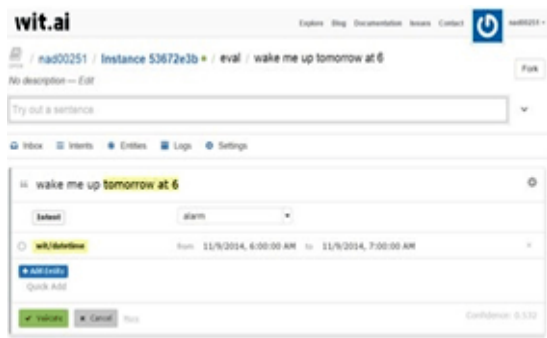 wit.ai
Explore Blog Documentation Issues Contact nad00251
/ nad00251 / Instance 53672e3b / eval / wake me up tomorrow at 6
No description — Edit
Fork
Try out a sentence
Inbox Intents Entities Logs Settings
“ wake me up tomorrow at 6
Intent alarm
wit/datetime from 11/9/2014, 6:00:00 AM to 11/9/2014, 7:00:00 AM ×
+ Add Entity
Quick Add
✔ Validate × Cancel
Confidence: 0.532